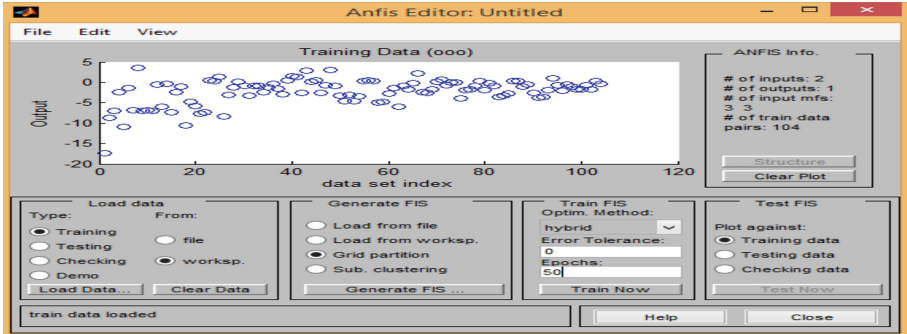 Anfis Editor: Untitled
File Edit View
Training Data (ooo)
5
0
-5
-10
-15
-20
Output
0 20 40 60 80 100 120
data set index
ANFIS Info.
# of inputs: 2
# of outputs: 1
# of input mfs:
3 3
# of train data
pairs: 104
Structure
Clear Plot
Load data
Type: From:
Training
Testing
Checking
Demo
file
worksp.
Load Data... Clear Data
Generate FIS
Load from file
Load from worksp.
Grid partition
Sub. clustering
Generate FIS ...
Train FIS
Optim. Method:
hybrid
Error Tolerance:
0
Epochs:
50
Train Now
Test FIS
Plot against:
Training data
Testing data
Checking data
Test Now
train data loaded
Help Close